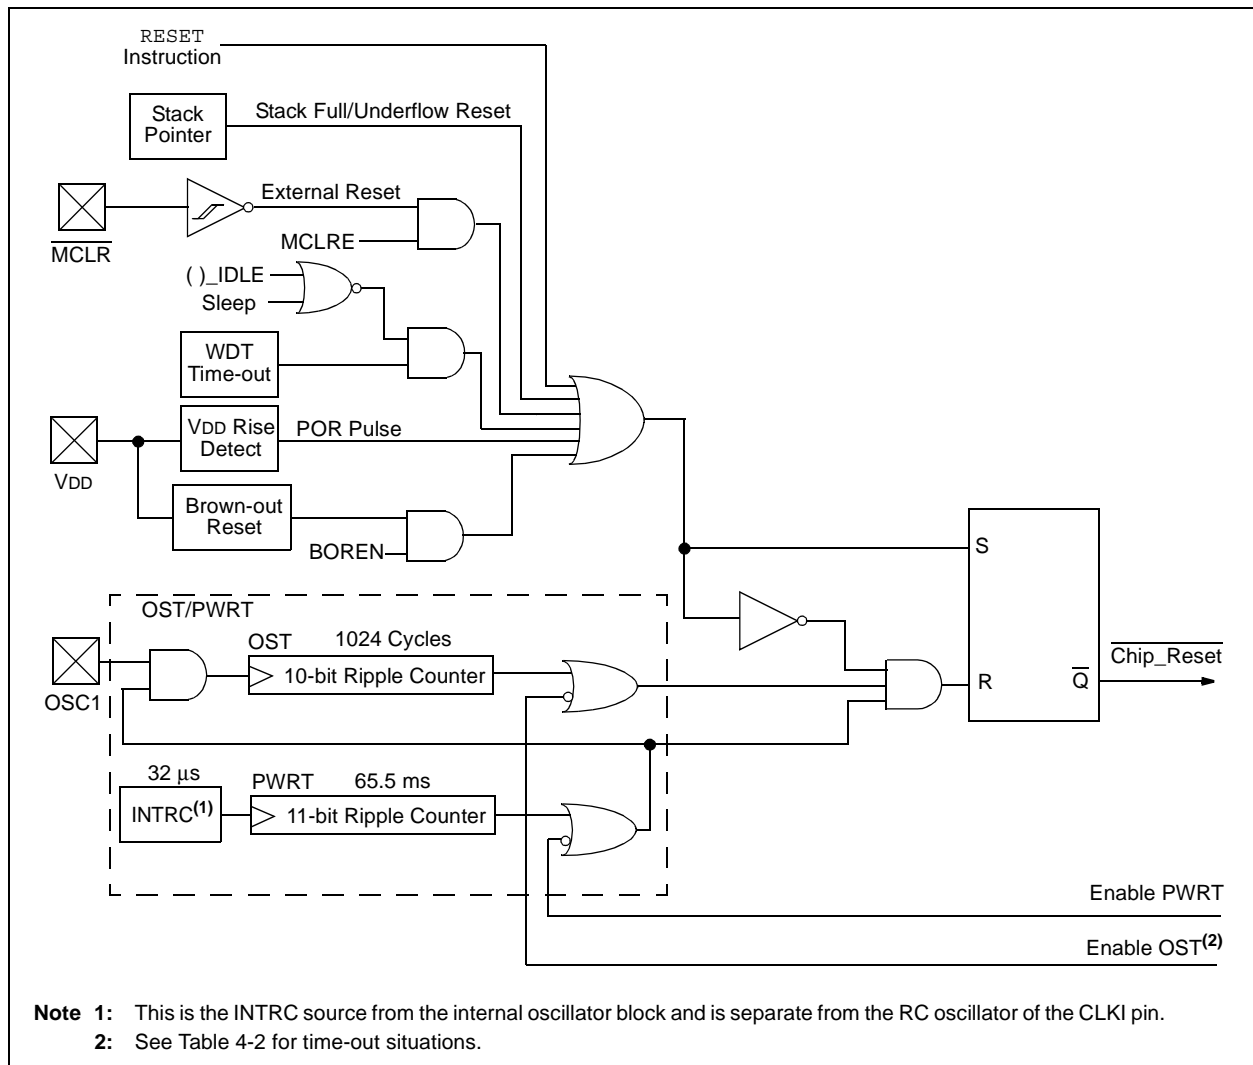 RESET
Instruction
Stack
Pointer
Stack Full/Underflow Reset
External Reset
MCLR
MCLRE
( )_IDLE
Sleep
WDT
Time-out
VDD Rise
Detect
POR Pulse
VDD
Brown-out
Reset
BOREN
S
OST/PWRT
OST
1024 Cycles
10-bit Ripple Counter
OSC1
R
Q
Chip_Reset
32 μs
PWRT
65.5 ms
INTRC(1)
11-bit Ripple Counter
Enable PWRT
Enable OST(2)
Note 1: This is the INTRC source from the internal oscillator block and is separate from the RC oscillator of the CLKI pin.
2: See Table 4-2 for time-out situations.